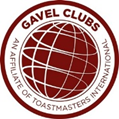 GAVEL CLUBS
AN AFFILIATE OF TOASTMASTERS INTERNATIONAL